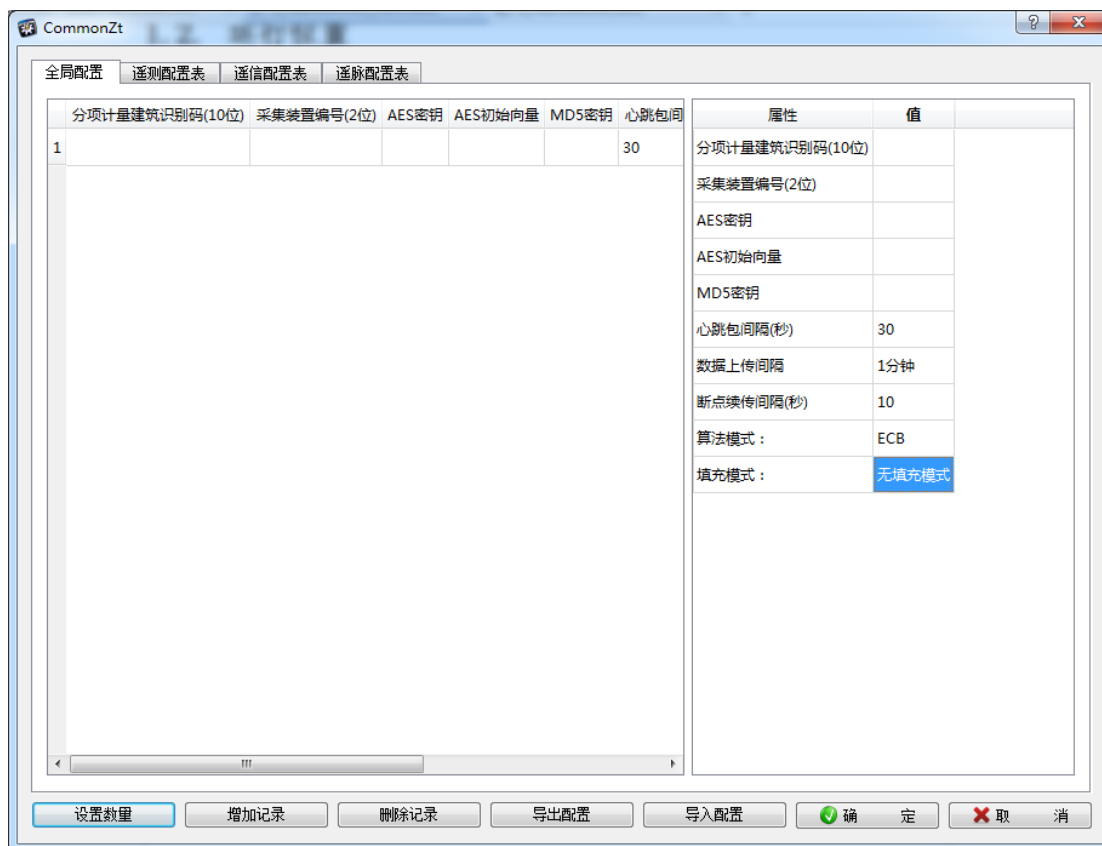 CommonZt
全局配置 遥测配置表 遥信配置表 遥脉配置表
分项计量建筑识别码(10位) 采集装置编号(2位) AES密钥 AES初始向量 MD5密钥 心跳包间
1 30
属性 值
分项计量建筑识别码(10位)
采集装置编号(2位)
AES密钥
AES初始向量
MD5密钥
心跳包间隔(秒) 30
数据上传间隔 1分钟
断点续传间隔(秒) 10
算法模式： ECB
填充模式： 无填充模式
设置数量 增加记录 删除记录 导出配置 导入配置 确 定 取 消